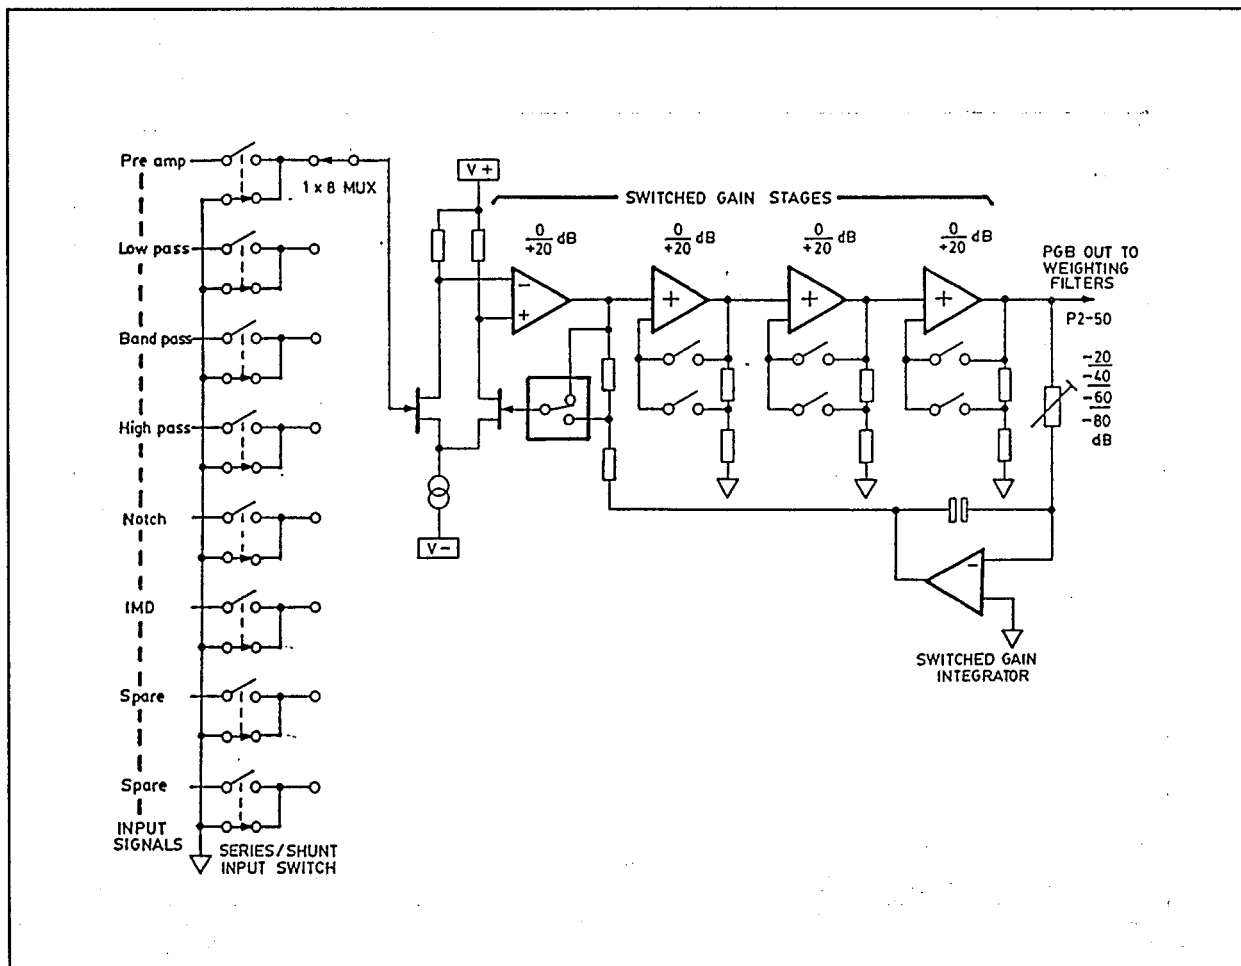 Pre amp
1 x 8 MUX
Low pass
Band pass
High pass
Notch
IMD
Spare
Spare
INPUT
SIGNALS
SERIES/SHUNT
INPUT SWITCH
V+
V-
SWITCHED GAIN STAGES
0/+20 dB
0/+20 dB
0/+20 dB
0/+20 dB
-
+
+
+
+
PGB OUT TO
WEIGHTING
FILTERS
P2-50
-20
-40
-60
-80
dB
-
SWITCHED GAIN
INTEGRATOR